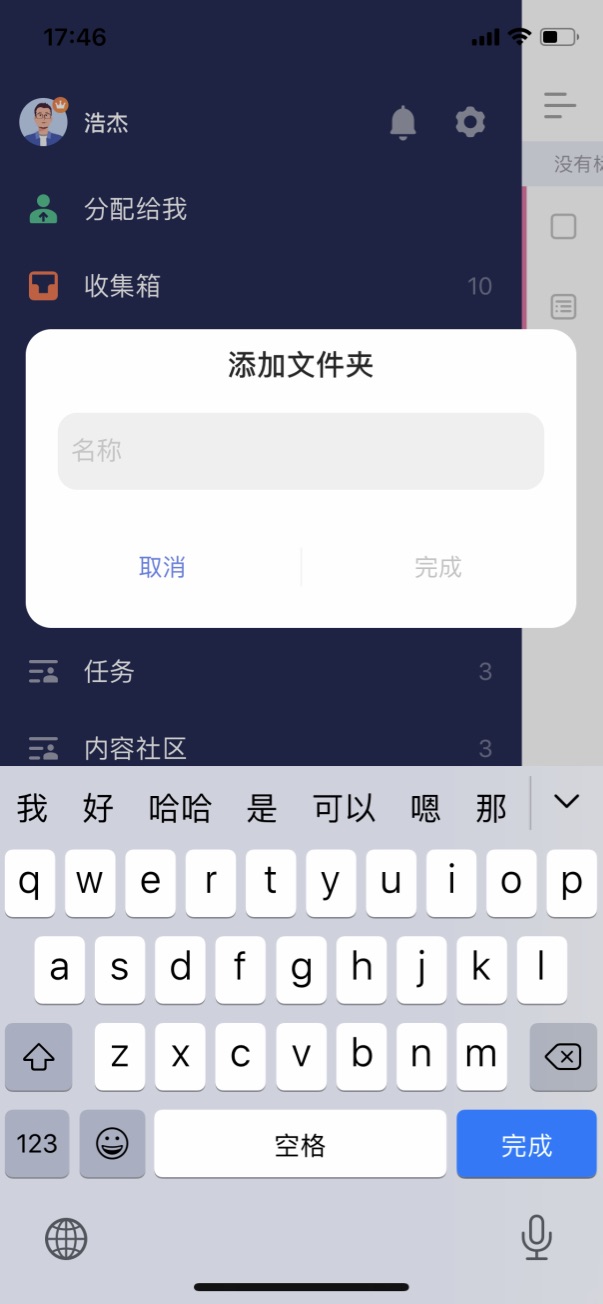 17:46
浩杰
没有
分配给我
收集箱 10
添加文件夹
名称
取消 完成
任务 3
内容社区 3
我 好 哈哈 是 可以 嗯 那
q w e r t y u i o p
a s d f g h j k l
z x c v b n m
123 空格 完成